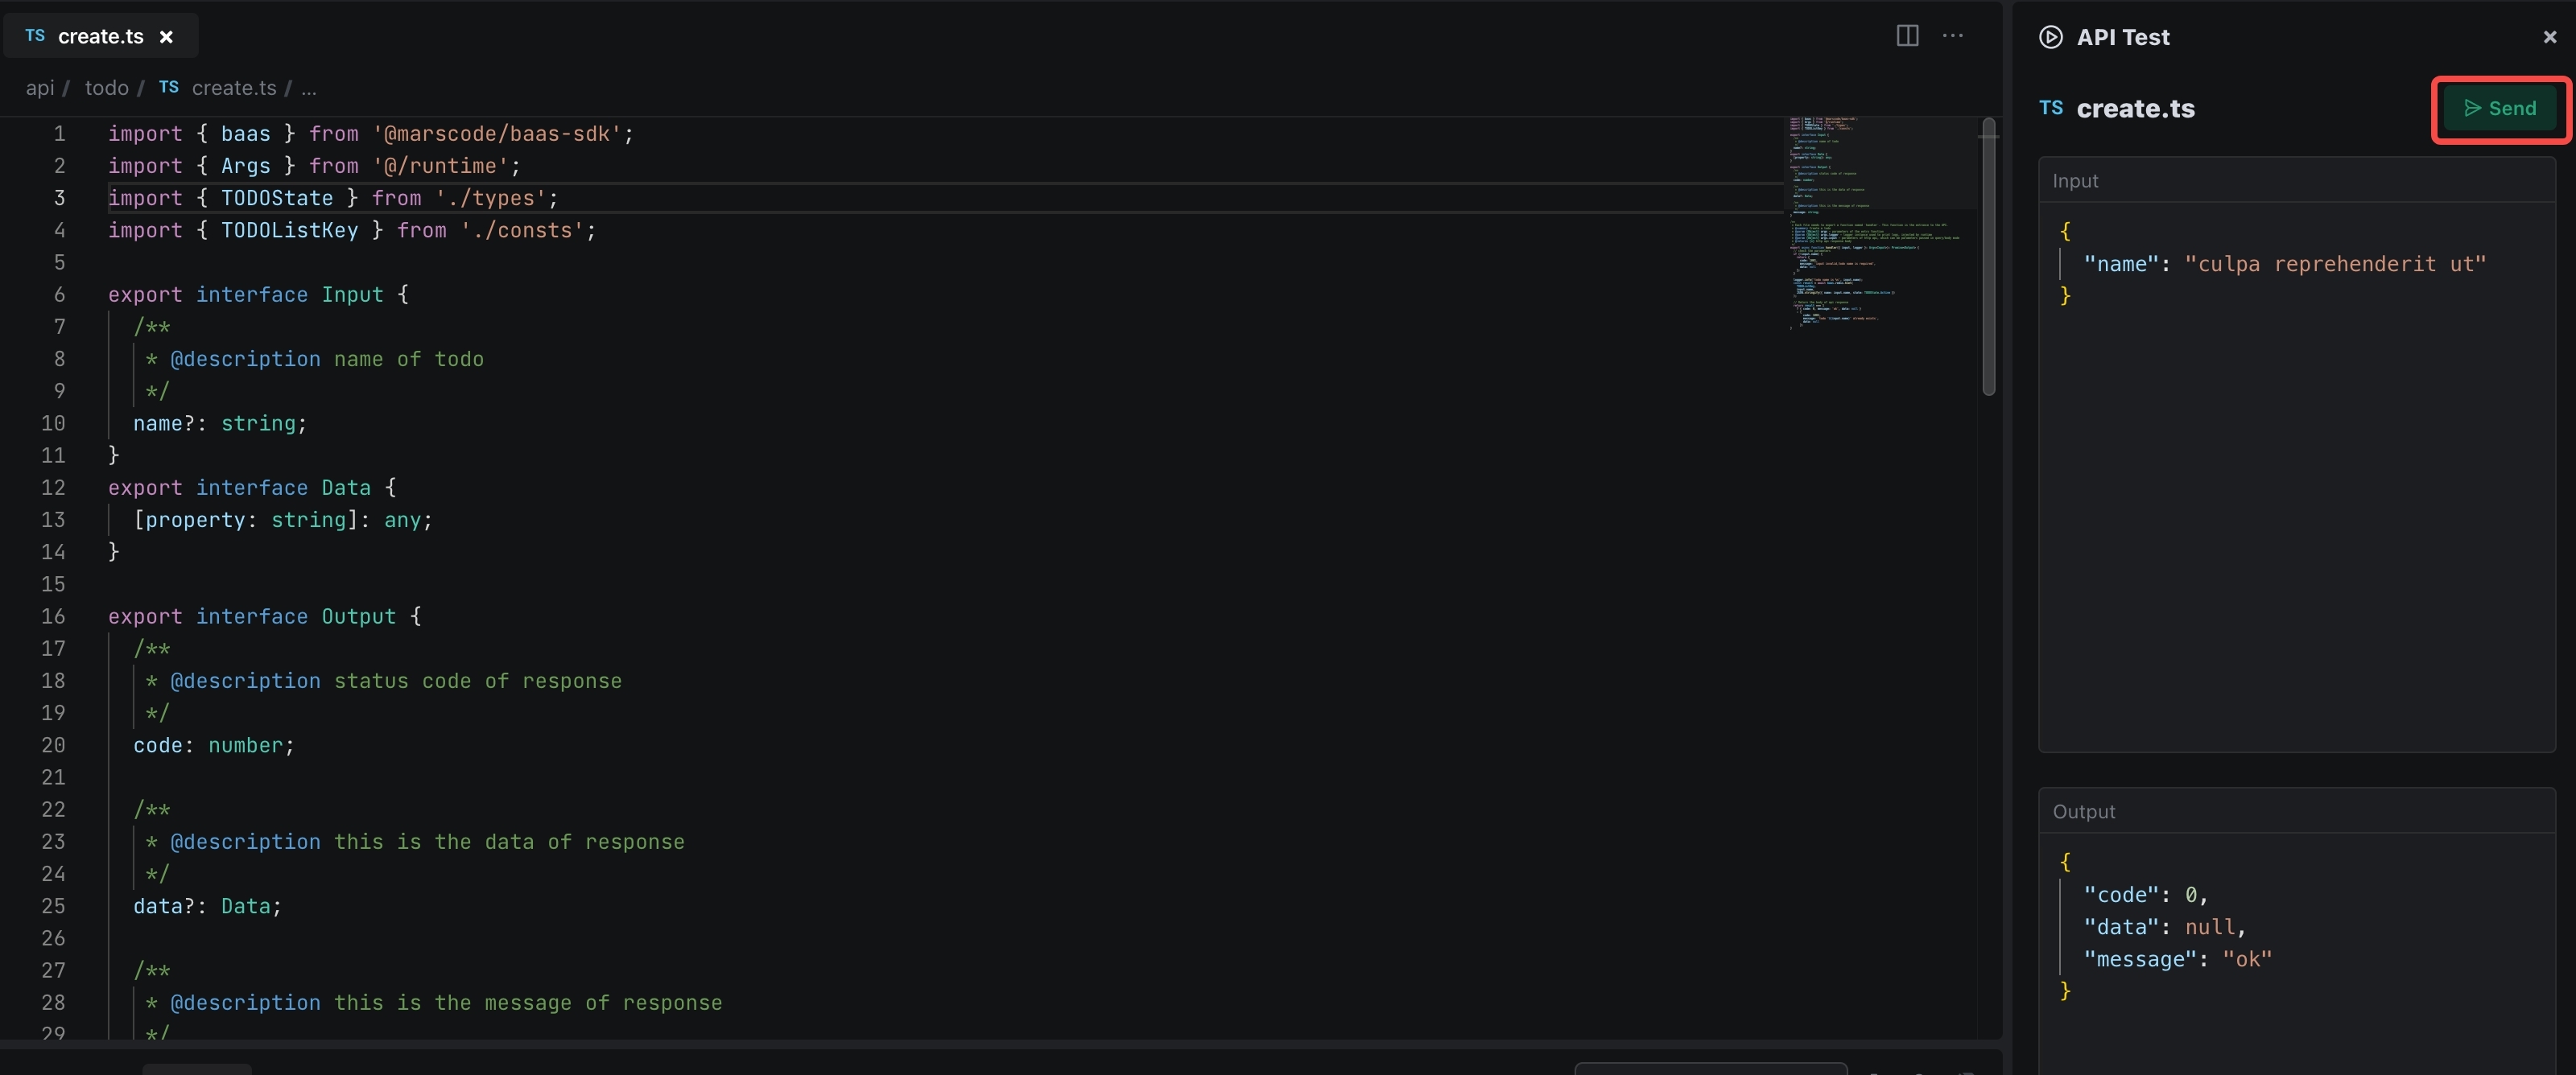 TS create.ts
api / todo / TS create.ts / ...
1 import { baas } from '@marscode/baas-sdk';
2 import { Args } from '@/runtime';
3 import { TODOState } from './types';
4 import { TODOListKey } from './consts';
5
6 export interface Input {
7 /**
8 * @description name of todo
9 */
10 name?: string;
11 }
12 export interface Data {
13 [property: string]: any;
14 }
15
16 export interface Output {
17 /**
18 * @description status code of response
19 */
20 code: number;
21
22 /**
23 * @description this is the data of response
24 */
25 data?: Data;
26
27 /**
28 * @description this is the message of response
29 */
API Test
TS create.ts
Send
Input
{
"name": "culpa reprehenderit ut"
}
Output
{
"code": 0,
"data": null,
"message": "ok"
}